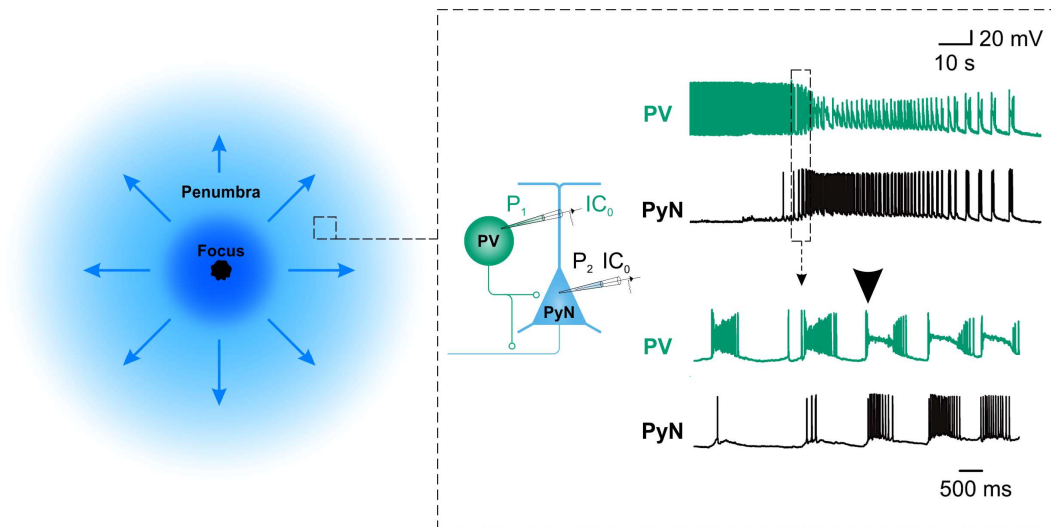 Penumbra
Focus
P₁ IC₀
PV
P₂ IC₀
PyN
20 mV
10 s
PV
PyN
PV
PyN
500 ms